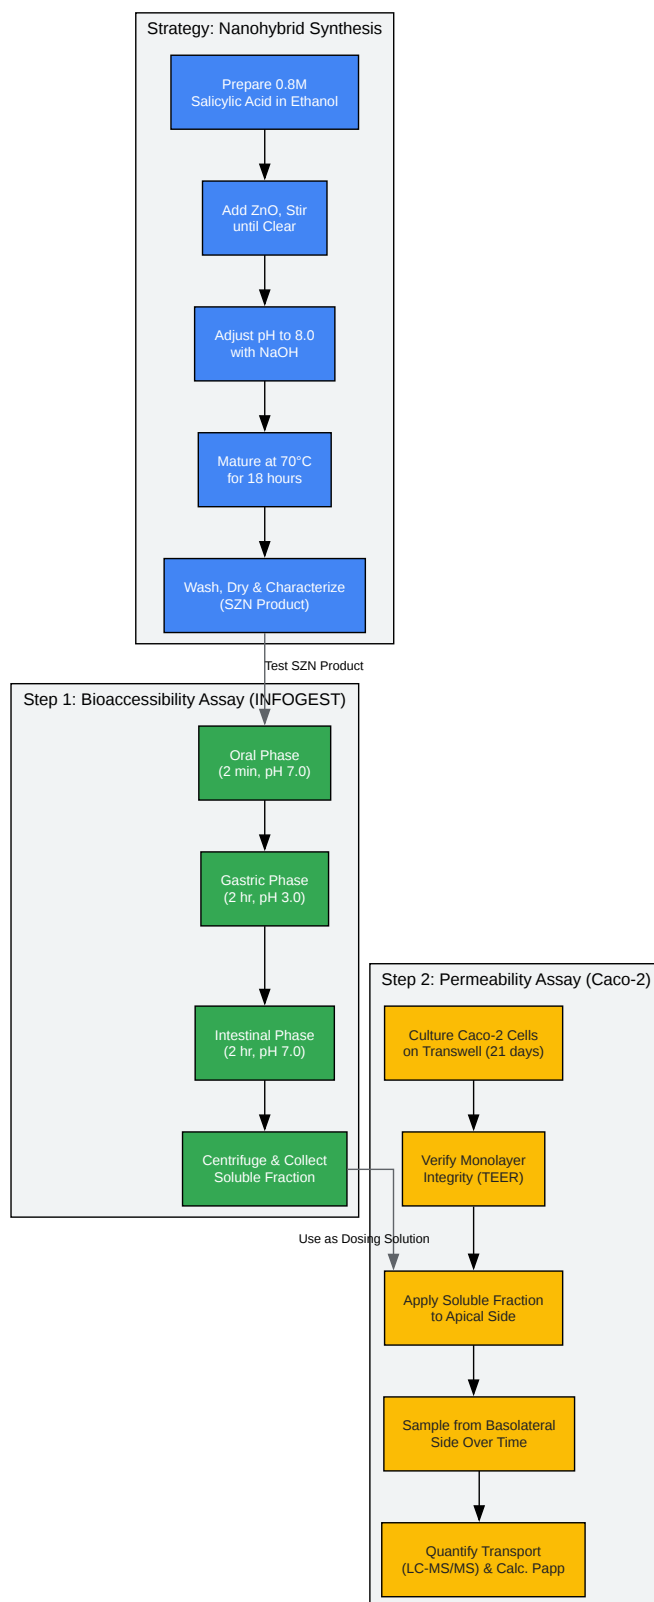 Strategy: Nanohybrid Synthesis
Prepare 0.8M
Salicylic Acid in Ethanol
Add ZnO, Stir
until Clear
Adjust pH to 8.0
with NaOH
Mature at 70°C
for 18 hours
Wash, Dry & Characterize
(SZN Product)
Test SZN Product
Step 1: Bioaccessibility Assay (INFOGEST)
Oral Phase
(2 min, pH 7.0)
Gastric Phase
(2 hr, pH 3.0)
Intestinal Phase
(2 hr, pH 7.0)
Centrifuge & Collect
Soluble Fraction
Use as Dosing Solution
Step 2: Permeability Assay (Caco-2)
Culture Caco-2 Cells
on Transwell (21 days)
Verify Monolayer
Integrity (TEER)
Apply Soluble Fraction
to Apical Side
Sample from Basolateral
Side Over Time
Quantify Transport
(LC-MS/MS) & Calc. Papp